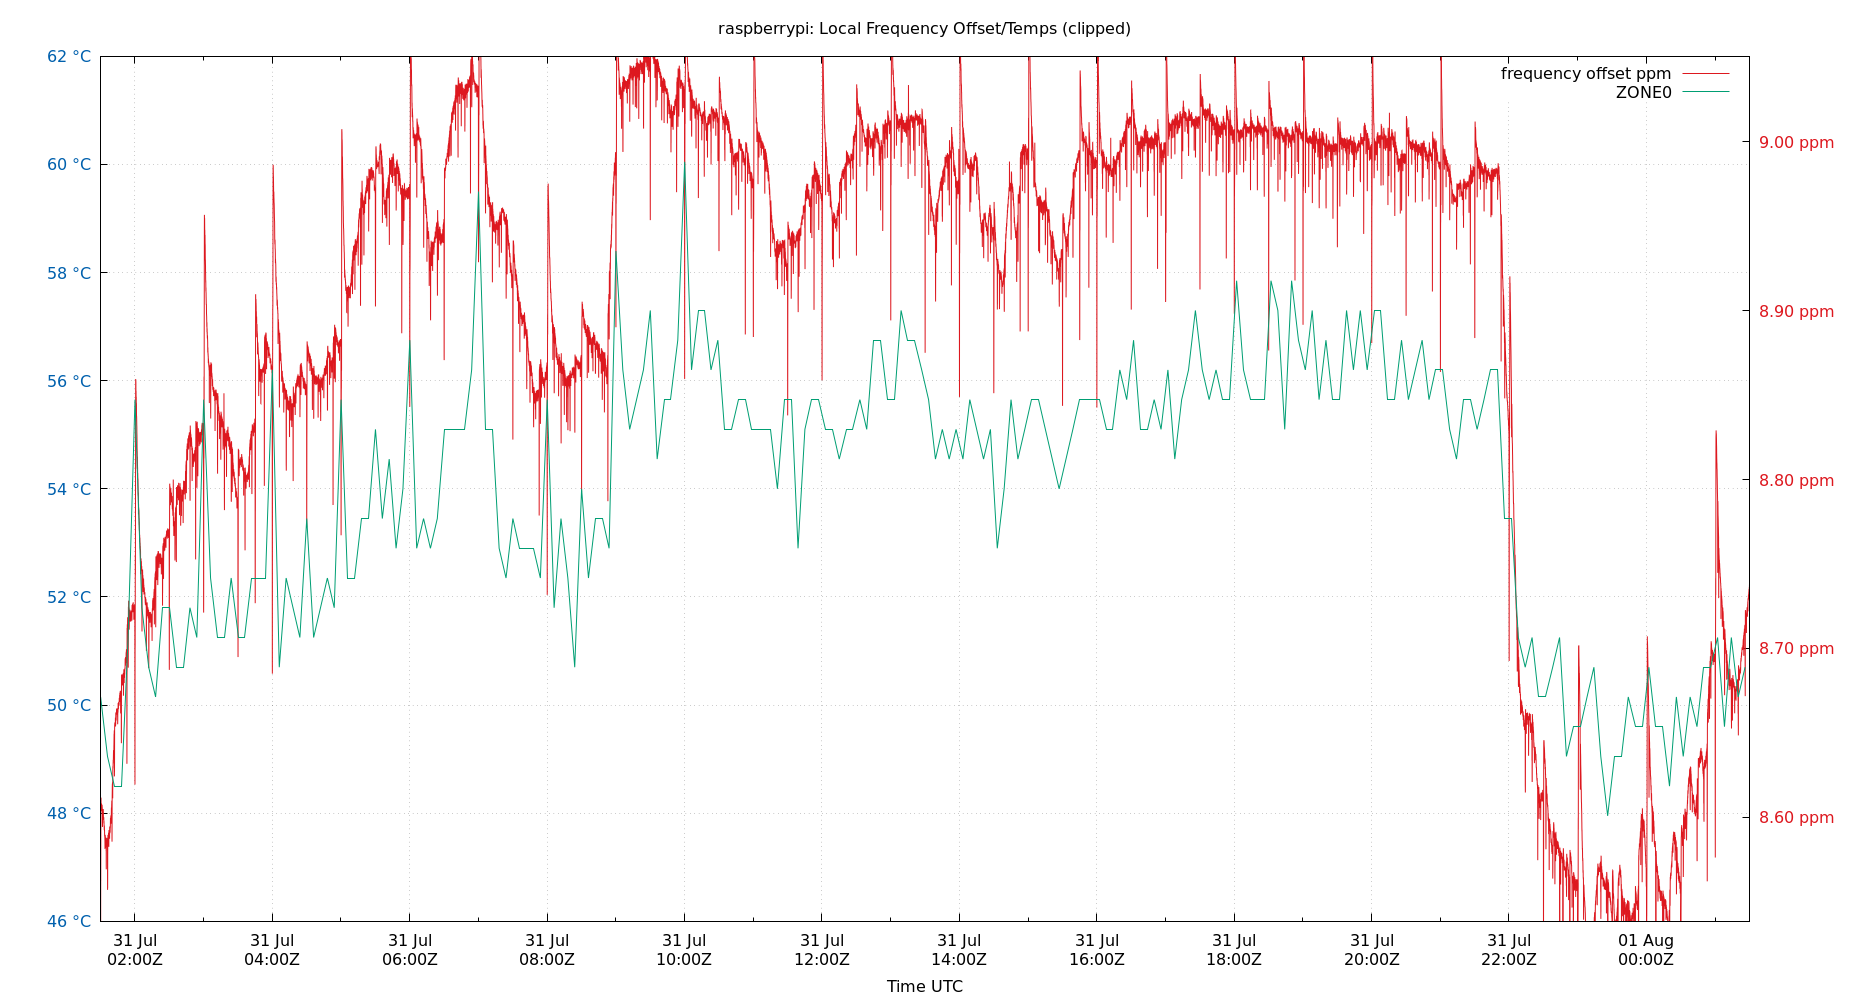 raspberrypi: Local Frequency Offset/Temps (clipped)
62 °C
60 °C
58 °C
56 °C
54 °C
52 °C
50 °C
48 °C
46 °C
frequency offset ppm
ZONE0
9.00 ppm
8.90 ppm
8.80 ppm
8.70 ppm
8.60 ppm
31 Jul
02:00Z
31 Jul
04:00Z
31 Jul
06:00Z
31 Jul
08:00Z
31 Jul
10:00Z
31 Jul
12:00Z
31 Jul
14:00Z
31 Jul
16:00Z
31 Jul
18:00Z
31 Jul
20:00Z
31 Jul
22:00Z
01 Aug
00:00Z
Time UTC